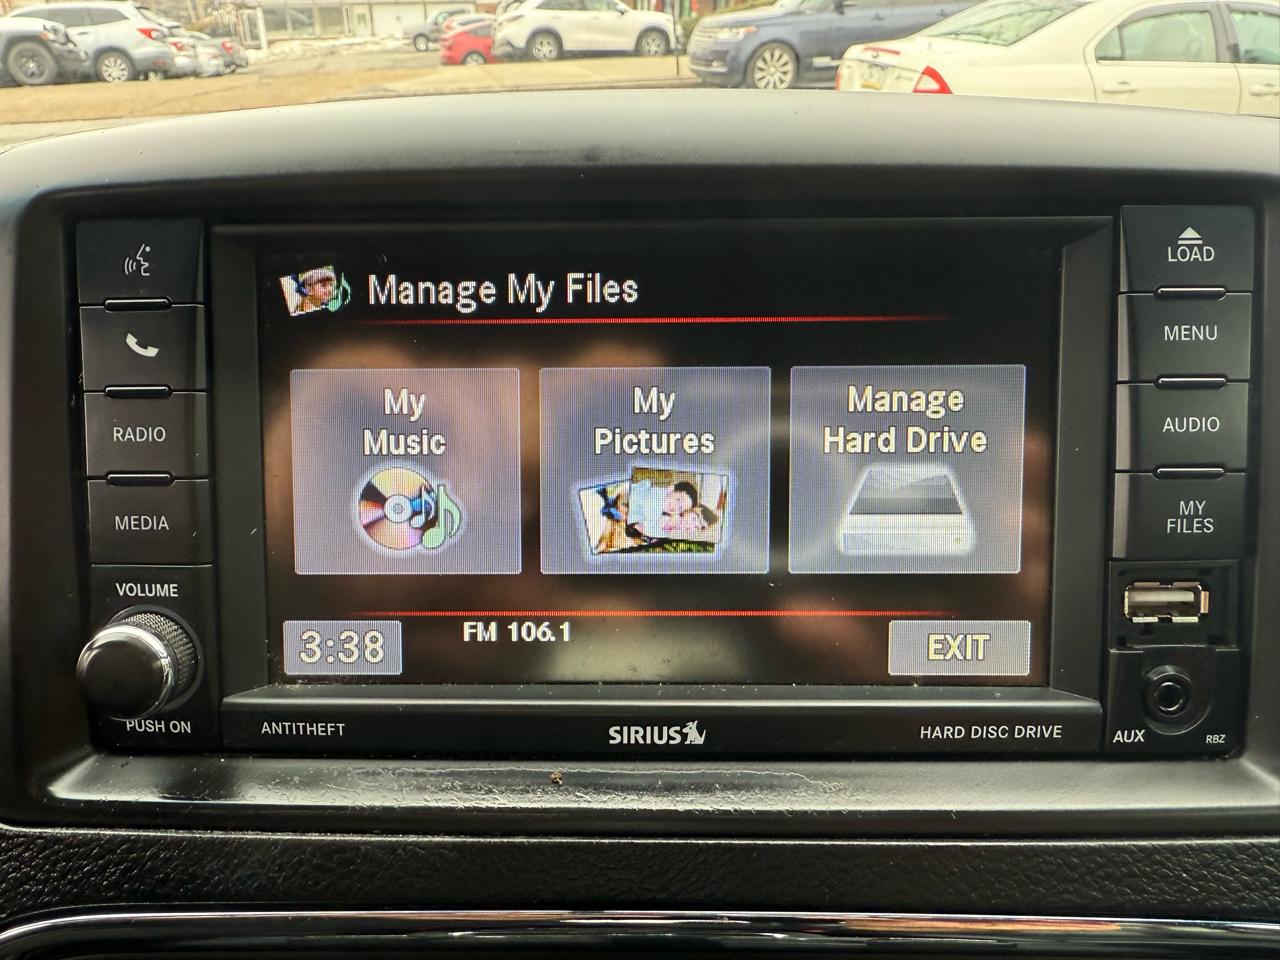 Manage My Files
My
Music
My
Pictures
Manage
Hard Drive
3:38
FM 106.1
EXIT
RADIO
MEDIA
VOLUME
PUSH ON
LOAD
MENU
AUDIO
MY
FILES
AUX
RBZ
ANTITHEFT
SIRIUS
HARD DISC DRIVE